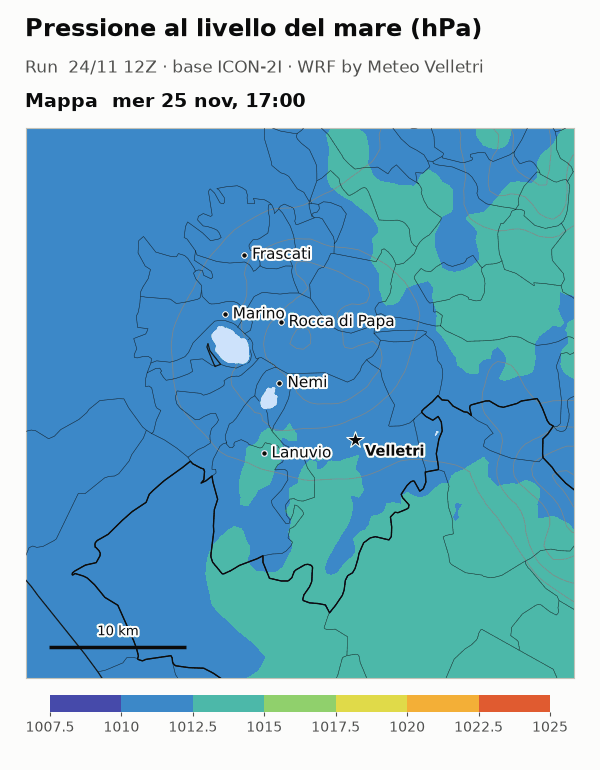 Pressione al livello del mare (hPa)
Run  24/11 12Z · base ICON-2I · WRF by Meteo Velletri
Mappa  mer 25 nov, 17:00
Frascati
Marino
Rocca di Papa
Nemi
Velletri
Lanuvio
10 km
1007.5 1010 1012.5 1015 1017.5 1020 1022.5 1025